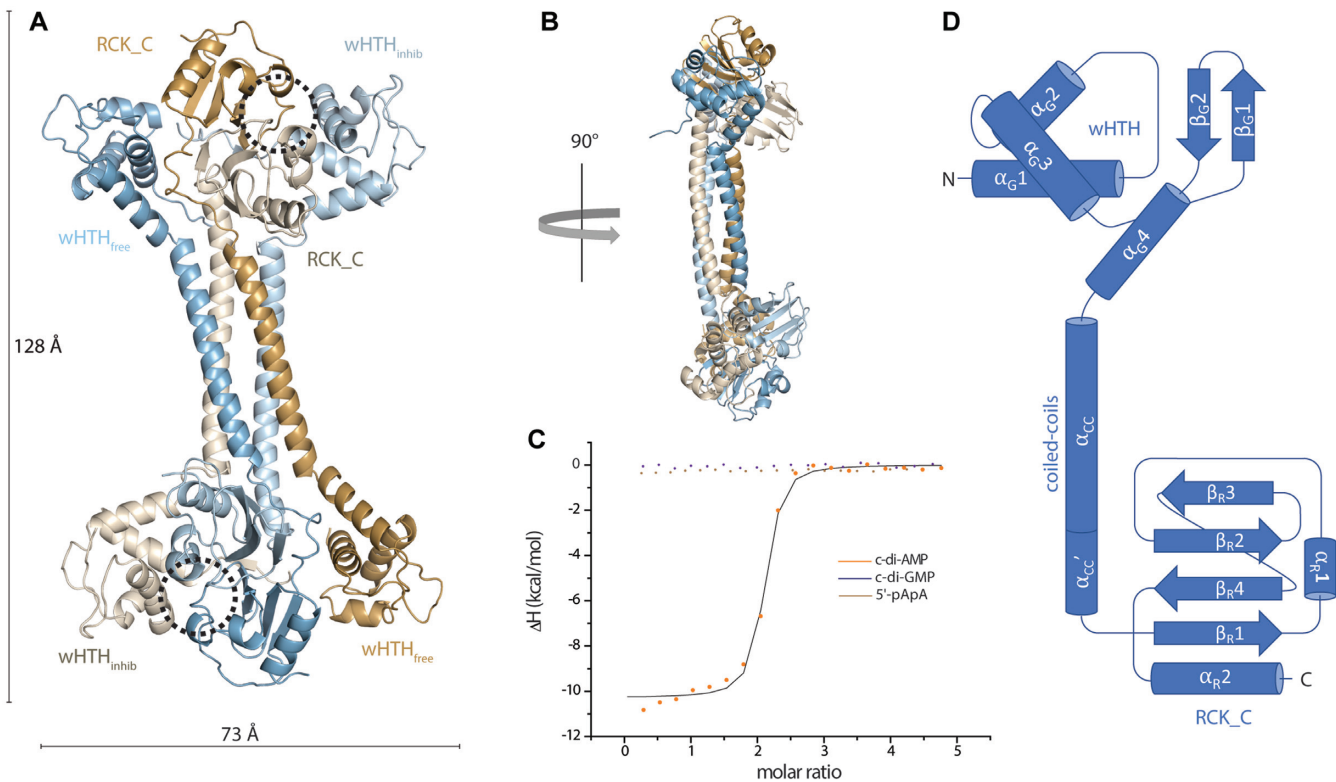 A
RCK_C
wHTHinhib
wHTHfree
RCK_C
128 Å
wHTHinhib
wHTHfree
73 Å
B
90°
C
0
-2
-4
-6
-8
-10
-12
ΔH (kcal/mol)
c-di-AMP
c-di-GMP
5'-pApA
0 1 2 3 4 5
molar ratio
D
αG2
wHTH
βG2
βG1
αG3
N
αG1
αG4
coiled-coils
αCC
αCC'
βR3
βR2
αR1
βR4
βR1
αR2
C
RCK_C